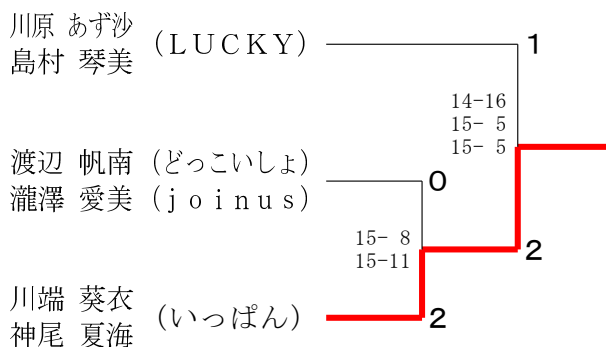 川原 あず沙
島村 琴美
(LUCKY)
1
14-16
15- 5
15- 5
渡辺 帆南 (どっこいしょ)
瀧澤 愛美 (joinus)
0
15- 8
15-11
2
川端 葵衣
神尾 夏海
(いっぱん)
2